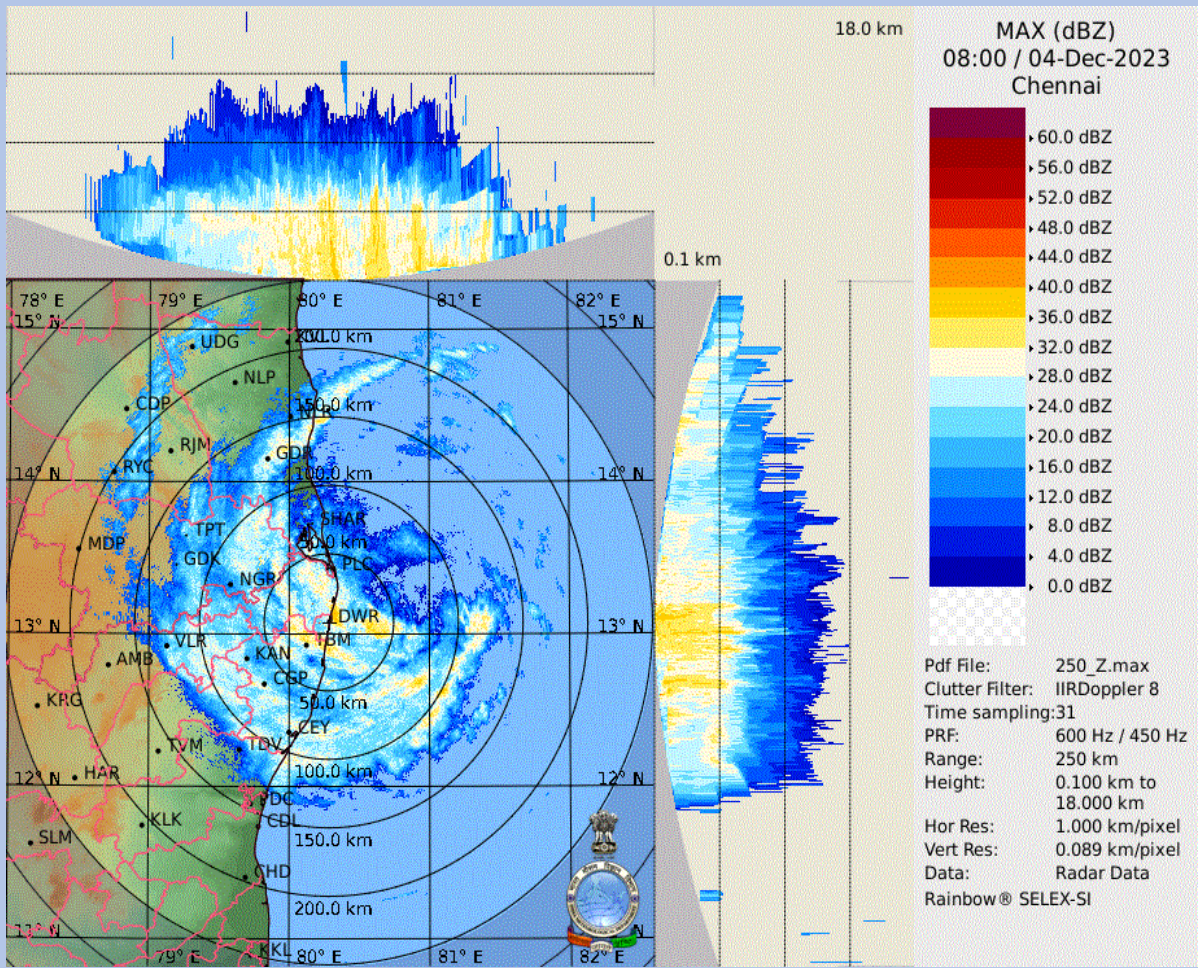 18.0 km
0.1 km
MAX (dBZ)
08:00 / 04-Dec-2023
Chennai
60.0 dBZ
56.0 dBZ
52.0 dBZ
48.0 dBZ
44.0 dBZ
40.0 dBZ
36.0 dBZ
32.0 dBZ
28.0 dBZ
24.0 dBZ
20.0 dBZ
16.0 dBZ
12.0 dBZ
8.0 dBZ
4.0 dBZ
0.0 dBZ
Pdf File: 250_Z.max
Clutter Filter: IIRDoppler 8
Time sampling:31
PRF: 600 Hz / 450 Hz
Range: 250 km
Height: 0.100 km to
18.000 km
Hor Res: 1.000 km/pixel
Vert Res: 0.089 km/pixel
Data: Radar Data
Rainbow® SELEX-SI
78° E 79° E 80° E 81° E 82° E
15° N 15° N
UDG
NLP
CDP
150.0 km
RJM
GDR
RYC
100.0 km
14° N 14° N
SHAR
TPT
50.0 km
MDP
GDK
PLC
NGR
DWR
13° N 13° N
VLR
TBM
KAN
AMB
CGP
KRG
50.0 km
CEY
TVM
TDV
HAR
100.0 km
12° N 12° N
CDL
KLK
SLM
150.0 km
CHD
200.0 km
11° N 11° N
KKL
79° E 80° E 81° E 82° E